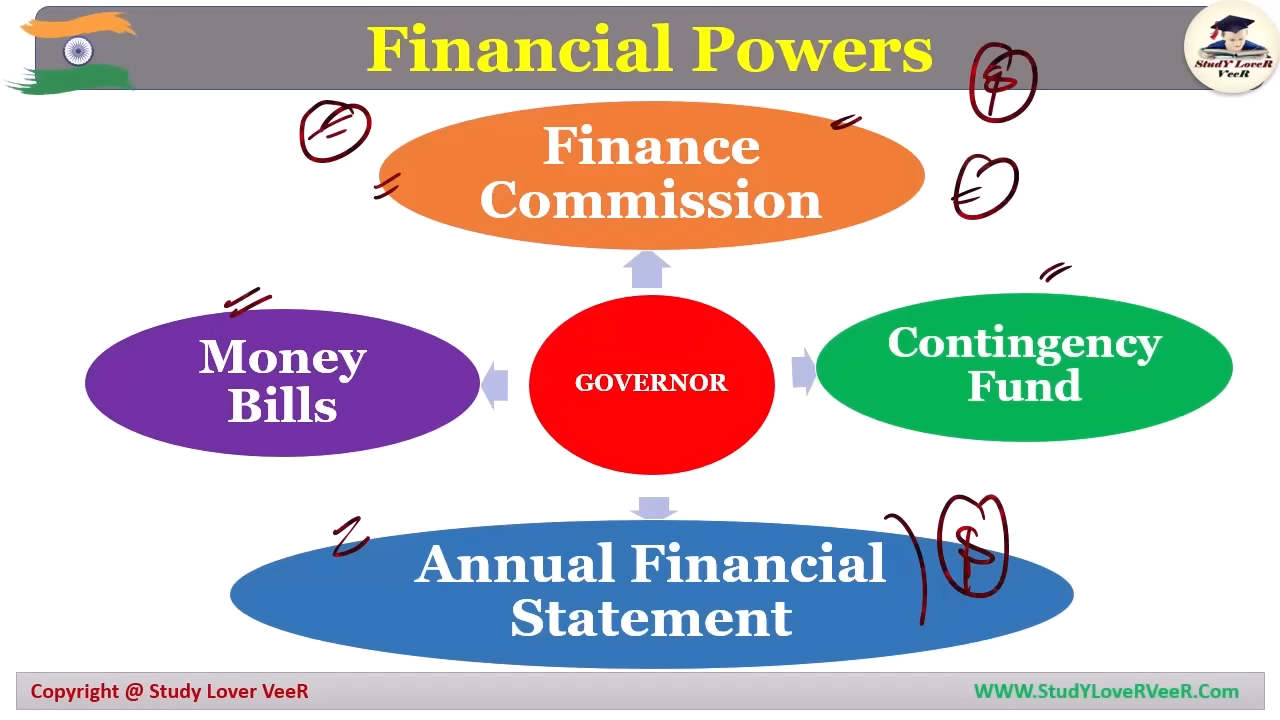 Financial Powers
StudY LoveR
VeeR
Finance
Commission
Money
Bills
GOVERNOR
Contingency
Fund
Annual Financial
Statement
Copyright @ Study Lover VeeR
WWW.StudYLoveRVeeR.Com